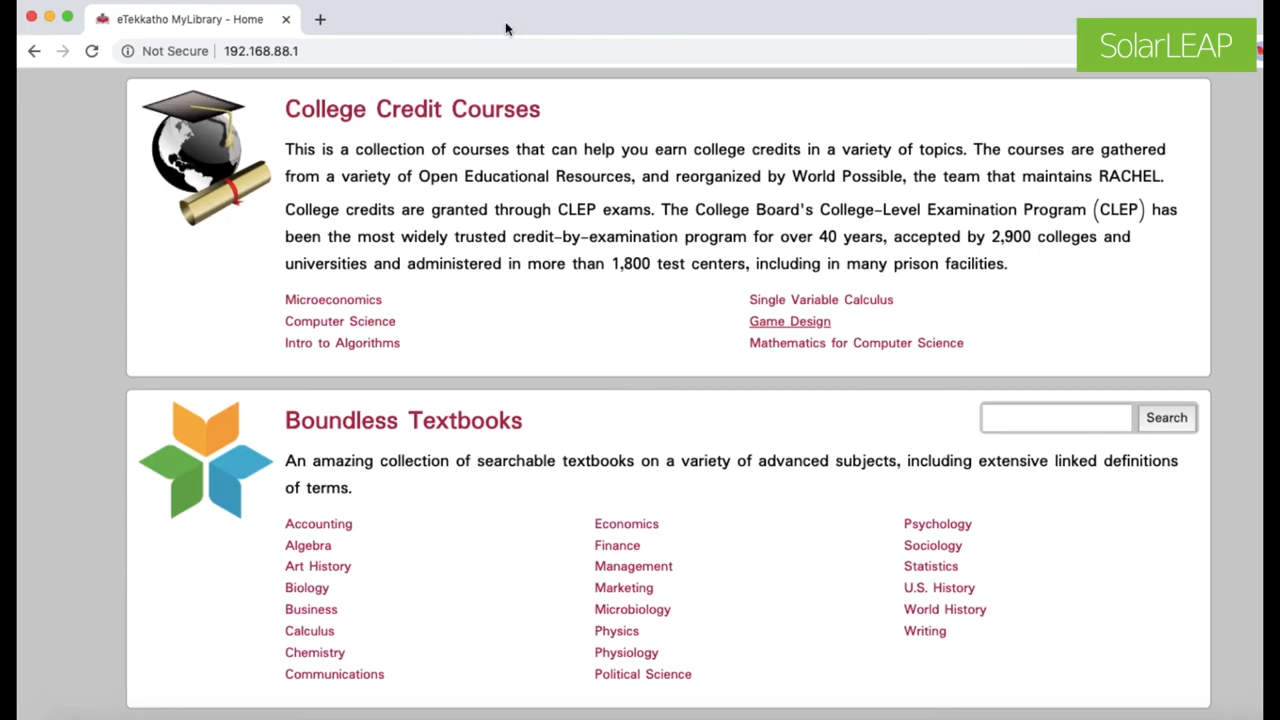 eTekkatho MyLibrary - Home
Not Secure 192.168.88.1
SolarLEAP
College Credit Courses
This is a collection of courses that can help you earn college credits in a variety of topics. The courses are gathered
from a variety of Open Educational Resources, and reorganized by World Possible, the team that maintains RACHEL.
College credits are granted through CLEP exams. The College Board's College-Level Examination Program (CLEP) has
been the most widely trusted credit-by-examination program for over 40 years, accepted by 2,900 colleges and
universities and administered in more than 1,800 test centers, including in many prison facilities.
Microeconomics
Computer Science
Intro to Algorithms
Single Variable Calculus
Game Design
Mathematics for Computer Science
Boundless Textbooks
Search
An amazing collection of searchable textbooks on a variety of advanced subjects, including extensive linked definitions
of terms.
Accounting
Algebra
Art History
Biology
Business
Calculus
Chemistry
Communications
Economics
Finance
Management
Marketing
Microbiology
Physics
Physiology
Political Science
Psychology
Sociology
Statistics
U.S. History
World History
Writing